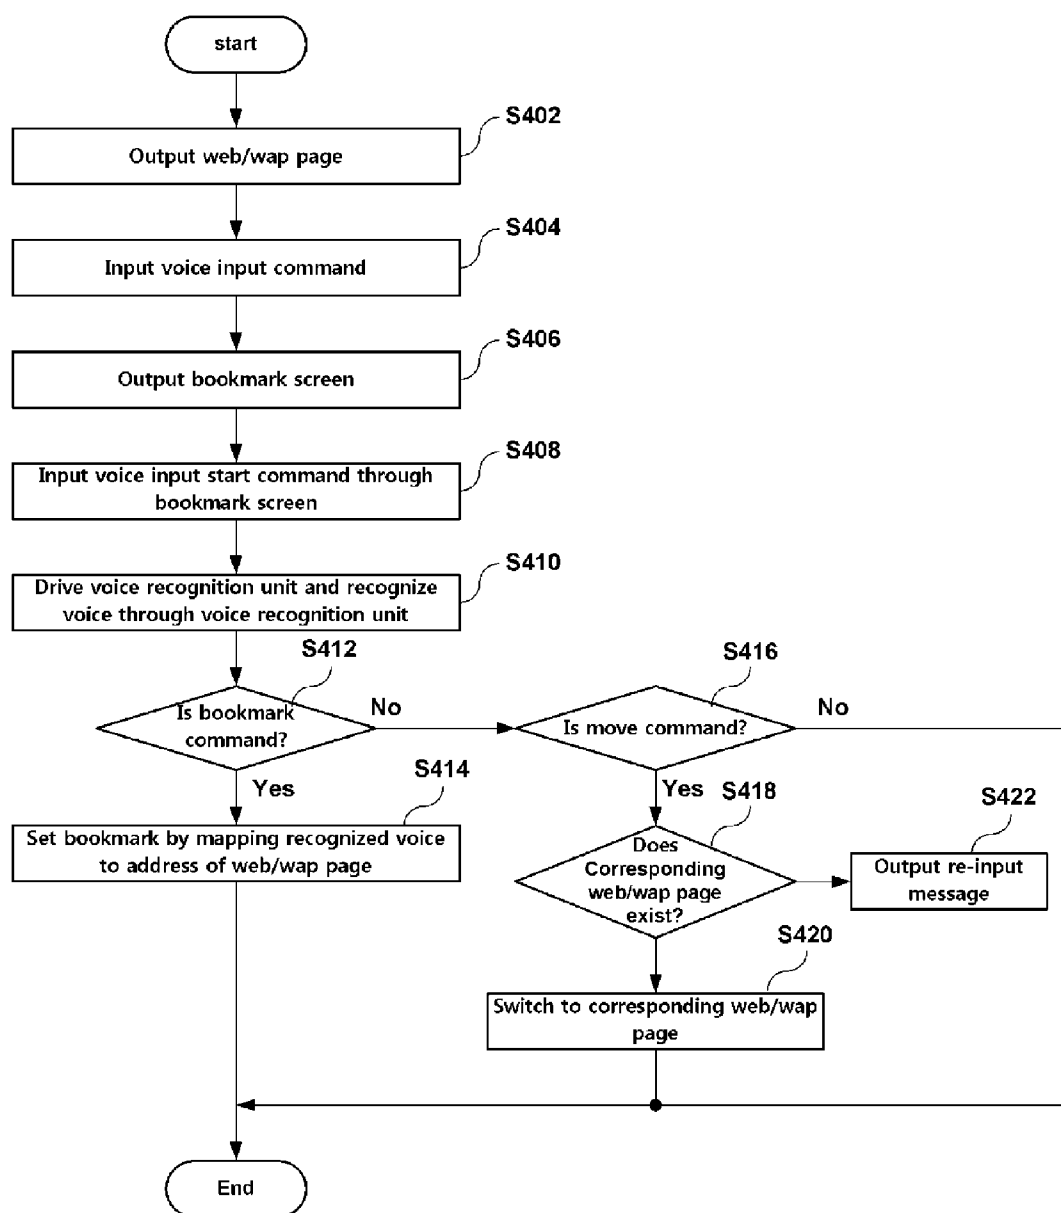 start
S402
Output web/wap page
S404
Input voice input command
S406
Output bookmark screen
S408
Input voice input start command through
bookmark screen
S410
Drive voice recognition unit and recognize
voice through voice recognition unit
S412
Is bookmark
command?
No
Yes
S416
Is move command?
No
Yes
S414
Set bookmark by mapping recognized voice
to address of web/wap page
S418
Does
Corresponding
web/wap page
exist?
S422
Output re-input
message
S420
Switch to corresponding web/wap
page
End